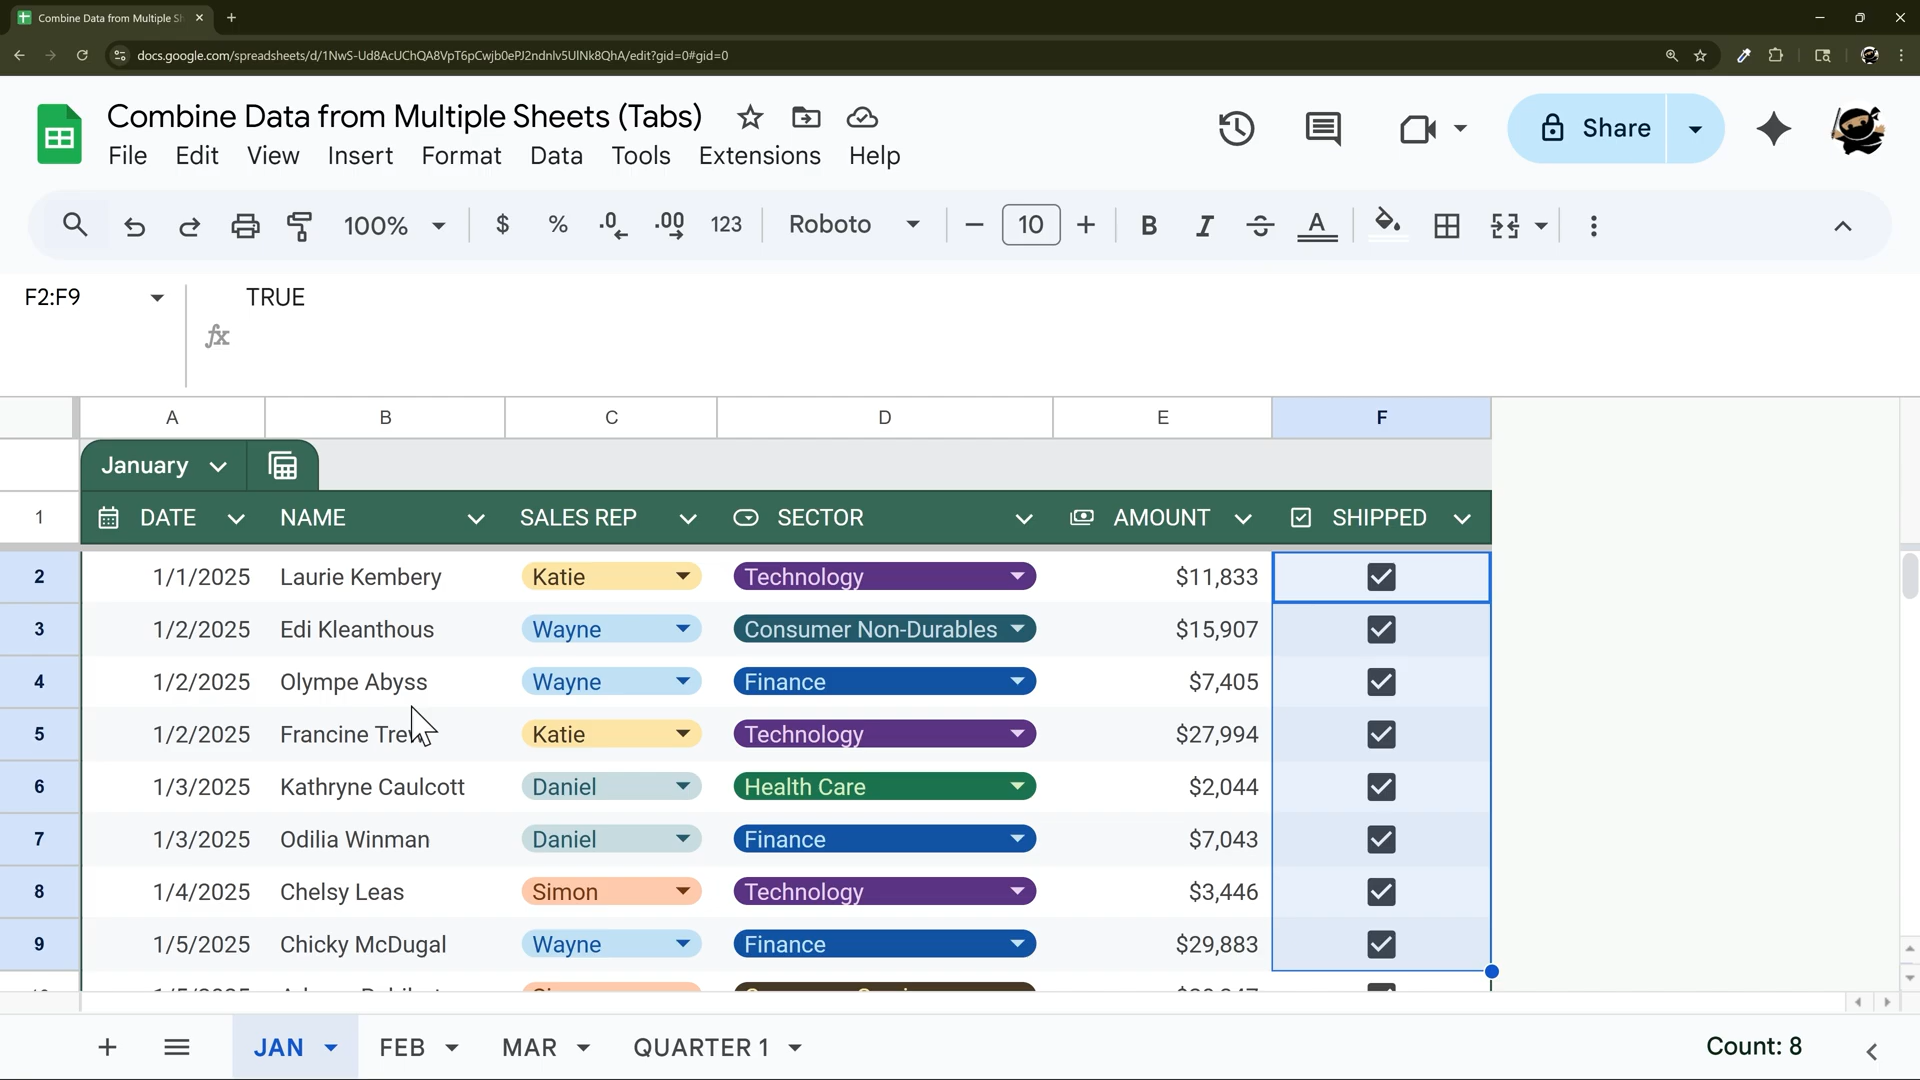 Combine Data from Multiple Sh
docs.google.com/spreadsheets/d/1NwS-Ud8AcUChQA8VpT6pCwjb0ePJ2ndnlv5UlNk8QhA/edit?gid=0#gid=0
Combine Data from Multiple Sheets (Tabs)
File Edit View Insert Format Data Tools Extensions Help
Share
100% $ % .0 .00 123 Roboto 10 B I S A
F2:F9 TRUE
fx
A B C D E F
January
1 DATE NAME SALES REP SECTOR AMOUNT SHIPPED
2 1/1/2025 Laurie Kembery Katie Technology $11,833
3 1/2/2025 Edi Kleanthous Wayne Consumer Non-Durables $15,907
4 1/2/2025 Olympe Abyss Wayne Finance $7,405
5 1/2/2025 Francine Katie Technology $27,994
6 1/3/2025 Kathryne Caulcott Daniel Health Care $2,044
7 1/3/2025 Odilia Winman Daniel Finance $7,043
8 1/4/2025 Chelsy Leas Simon Technology $3,446
9 1/5/2025 Chicky McDugal Wayne Finance $29,883
JAN FEB MAR QUARTER 1 Count: 8